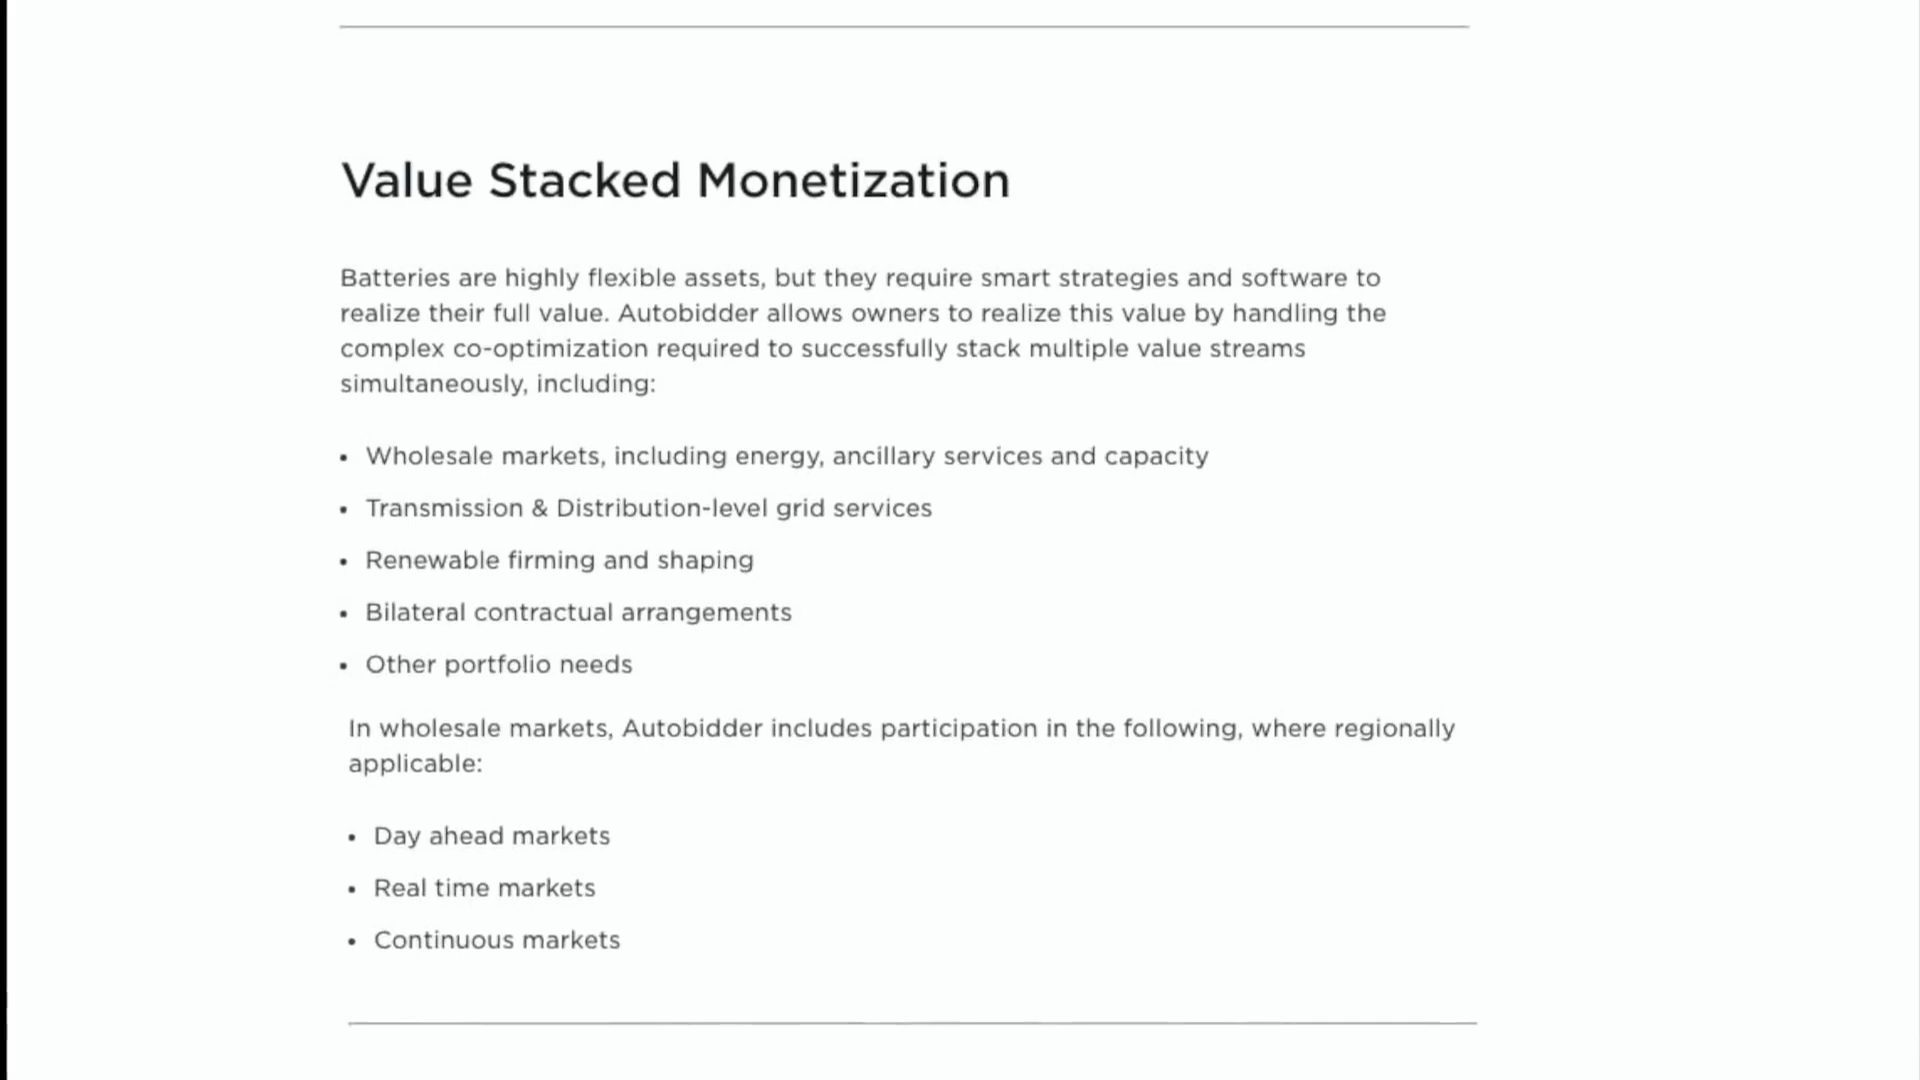 Value Stacked Monetization
Batteries are highly flexible assets, but they require smart strategies and software to
realize their full value. Autobidder allows owners to realize this value by handling the
complex co-optimization required to successfully stack multiple value streams
simultaneously, including:
• Wholesale markets, including energy, ancillary services and capacity
• Transmission & Distribution-level grid services
• Renewable firming and shaping
• Bilateral contractual arrangements
• Other portfolio needs
In wholesale markets, Autobidder includes participation in the following, where regionally
applicable:
• Day ahead markets
• Real time markets
• Continuous markets